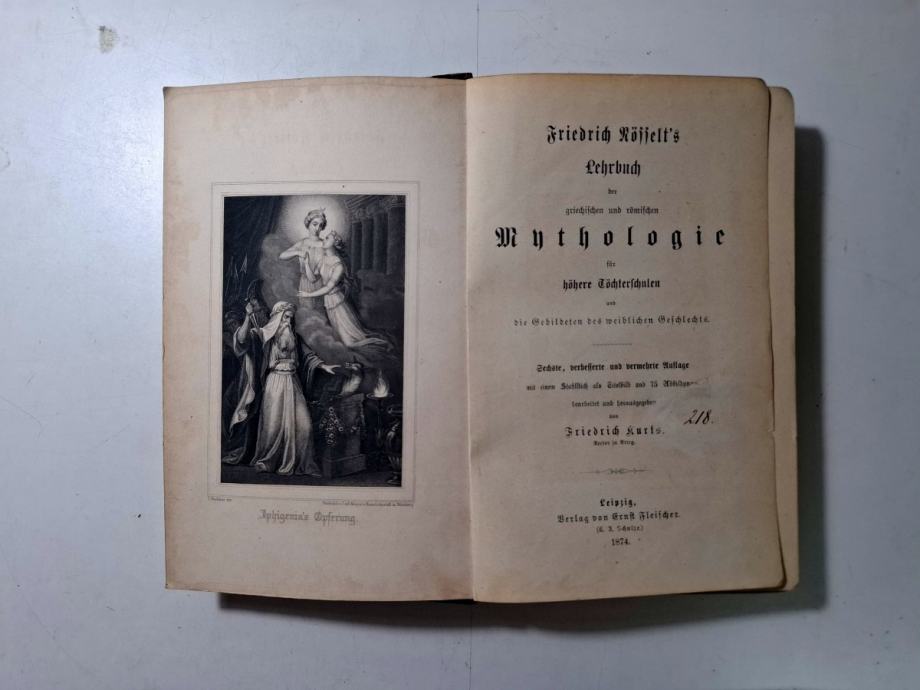 Iphigenia's Opferung.
Friedrich Nösselt's
Lehrbuch
der
griechischen und römischen
Mythologie
für
höhere Töchterschulen
und
die Gebildeten des weiblichen Geschlechts.
Sechste, verbesserte und vermehrte Auflage
mit einem Stahlstich als Titelbild und 75
bearbeitet und herausgegeben
von
218.
Friedrich Kurts.
Rector in Brieg.
Leipzig,
Verlag von Ernst Fleischer.
(C. A. Schulze.)
1874.